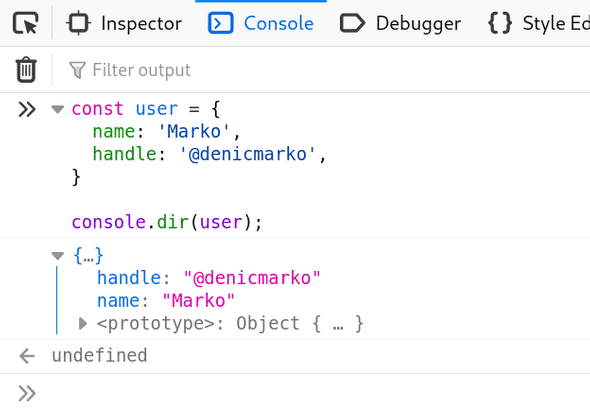 Inspector Console Debugger {} Style Ed
Filter output
const user = {
name: 'Marko',
handle: '@denicmarko',
}
console.dir(user);
{…}
handle: "@denicmarko"
name: "Marko"
<prototype>: Object { … }
undefined